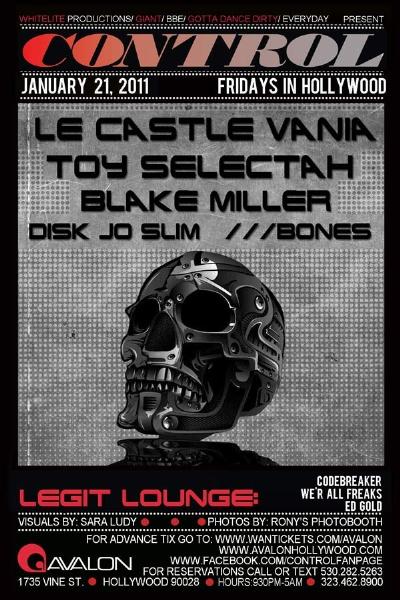 WHITELITE PRODUCTIONS/ GIANT/ BBE/ GOTTA DANCE DIRTY/ EVERYDAY PRESENT
CONTROL
JANUARY 21, 2011 FRIDAYS IN HOLLYWOOD
LE CASTLE VANIA
TOY SELECTAH
BLAKE MILLER
DISK JO SLIM ///BONES
LEGIT LOUNGE:
CODEBREAKER
WE'R ALL FREAKS
ED GOLD
VISUALS BY: SARA LUDY PHOTOS BY: RONY'S PHOTOBOOTH
FOR ADVANCE TIX GO TO: WWW.WANTICKETS.COM/AVALON
WWW.AVALONHOLLYWOOD.COM
WWW.FACEBOOK.COM/CONTROLFANPAGE
FOR RESERVATIONS CALL OR TEXT 530.282.5263
AVALON
1735 VINE ST. HOLLYWOOD 90028 HOURS:930PM-5AM 323.462.8900